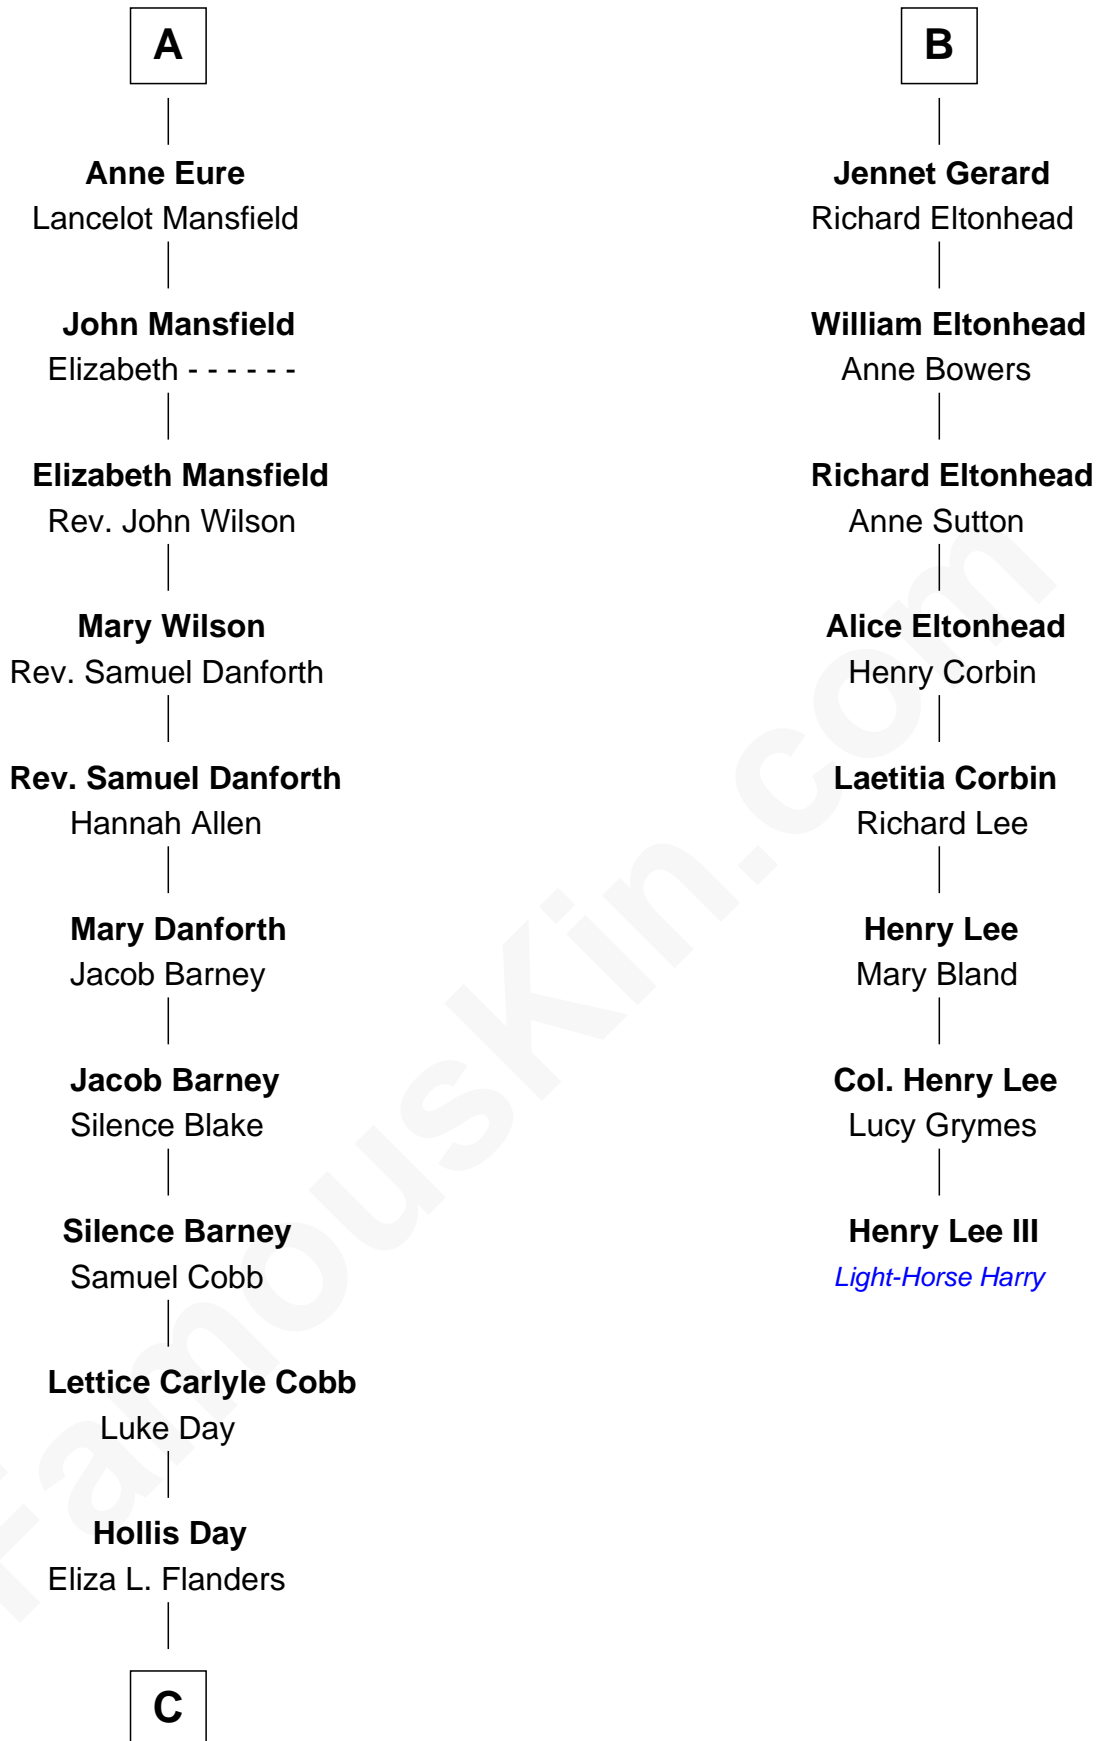 A
Anne Eure
Lancelot Mansfield
John Mansfield
Elizabeth - - - - - -
Elizabeth Mansfield
Rev. John Wilson
Mary Wilson
Rev. Samuel Danforth
Rev. Samuel Danforth
Hannah Allen
Mary Danforth
Jacob Barney
Jacob Barney
Silence Blake
Silence Barney
Samuel Cobb
Lettice Carlyle Cobb
Luke Day
Hollis Day
Eliza L. Flanders
C
B
Jennet Gerard
Richard Eltonhead
William Eltonhead
Anne Bowers
Richard Eltonhead
Anne Sutton
Alice Eltonhead
Henry Corbin
Laetitia Corbin
Richard Lee
Henry Lee
Mary Bland
Col. Henry Lee
Lucy Grymes
Henry Lee III
Light-Horse Harry
FamousKin.com